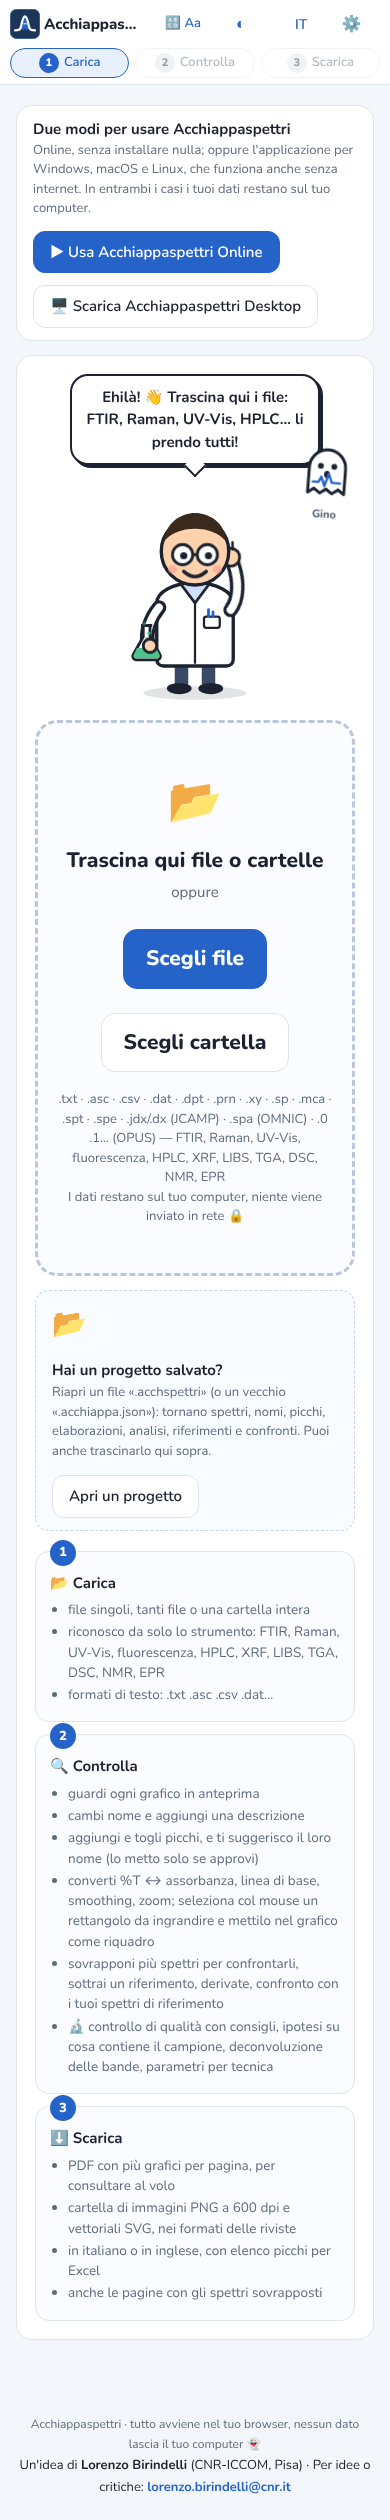 Acchiappas...
Aa
IT
1 Carica
2 Controlla
3 Scarica
Due modi per usare Acchiappaspettri
Online, senza installare nulla; oppure l'applicazione per
Windows, macOS e Linux, che funziona anche senza
internet. In entrambi i casi i tuoi dati restano sul tuo
computer.
▶ Usa Acchiappaspettri Online
🖥️ Scarica Acchiappaspettri Desktop
Ehilà! 👋 Trascina qui i file:
FTIR, Raman, UV-Vis, HPLC... li
prendo tutti!
Gino
Trascina qui file o cartelle
oppure
Scegli file
Scegli cartella
.txt · .asc · .csv · .dat · .dpt · .prn · .xy · .sp · .mca ·
.spt · .spe · .jdx/.dx (JCAMP) · .spa (OMNIC) · .0
.1... (OPUS) — FTIR, Raman, UV-Vis,
fluorescenza, HPLC, XRF, LIBS, TGA, DSC,
NMR, EPR
I dati restano sul tuo computer, niente viene
inviato in rete 🔒
Hai un progetto salvato?
Riapri un file «.acchspettri» (o un vecchio
«.acchiappa.json»): tornano spettri, nomi, picchi,
elaborazioni, analisi, riferimenti e confronti. Puoi
anche trascinarlo qui sopra.
Apri un progetto
1
📂 Carica
• file singoli, tanti file o una cartella intera
• riconosco da solo lo strumento: FTIR, Raman,
UV-Vis, fluorescenza, HPLC, XRF, LIBS, TGA,
DSC, NMR, EPR
• formati di testo: .txt .asc .csv .dat...
2
🔍 Controlla
• guardi ogni grafico in anteprima
• cambi nome e aggiungi una descrizione
• aggiungi e togli picchi, e ti suggerisco il loro
nome (lo metto solo se approvi)
• converti %T ↔ assorbanza, linea di base,
smoothing, zoom; seleziona col mouse un
rettangolo da ingrandire e mettilo nel grafico
come riquadro
• sovrapponi più spettri per confrontarli,
sottrai un riferimento, derivate, confronto con
i tuoi spettri di riferimento
• 🔬 controllo di qualità con consigli, ipotesi su
cosa contiene il campione, deconvoluzione
delle bande, parametri per tecnica
3
⬇️ Scarica
• PDF con più grafici per pagina, per
consultare al volo
• cartella di immagini PNG a 600 dpi e
vettoriali SVG, nei formati delle riviste
• in italiano o in inglese, con elenco picchi per
Excel
• anche le pagine con gli spettri sovrapposti
Acchiappaspettri · tutto avviene nel tuo browser, nessun dato
lascia il tuo computer 👻
Un'idea di Lorenzo Birindelli (CNR-ICCOM, Pisa) · Per idee o
critiche: lorenzo.birindelli@cnr.it